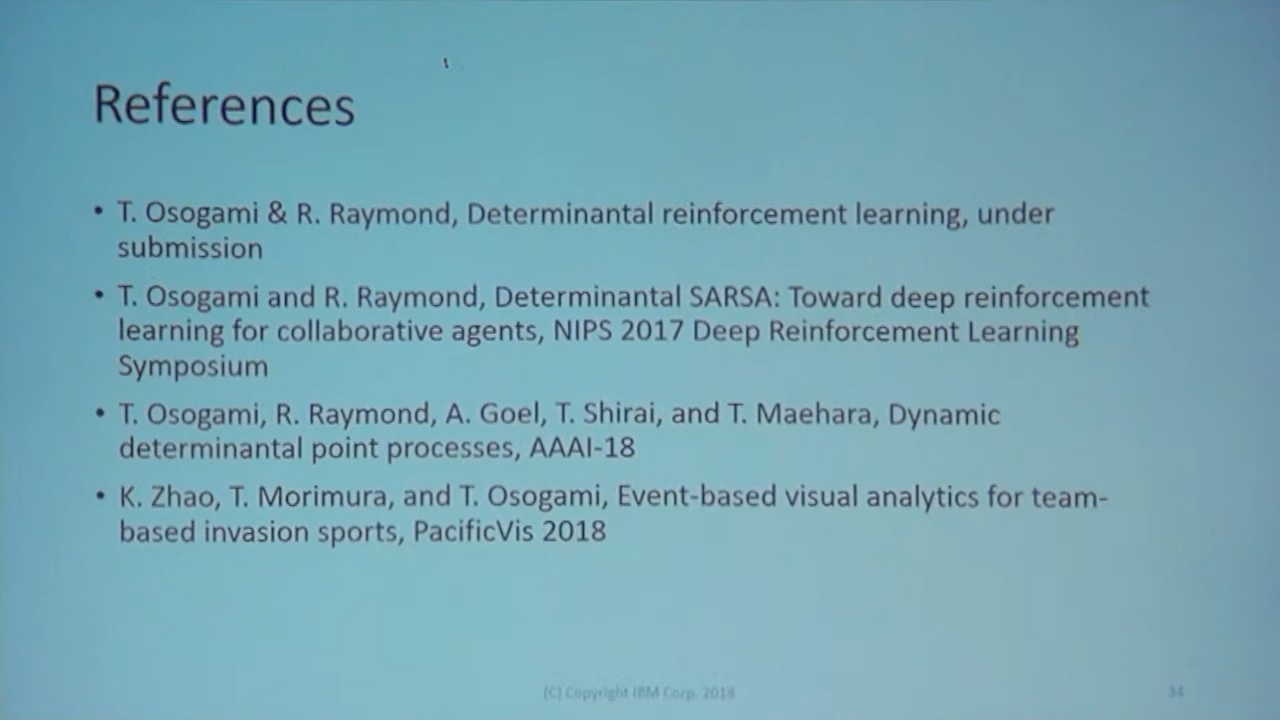 References
• T. Osogami & R. Raymond, Determinantal reinforcement learning, under
submission
• T. Osogami and R. Raymond, Determinantal SARSA: Toward deep reinforcement
learning for collaborative agents, NIPS 2017 Deep Reinforcement Learning
Symposium
• T. Osogami, R. Raymond, A. Goel, T. Shirai, and T. Maehara, Dynamic
determinantal point processes, AAAI-18
• K. Zhao, T. Morimura, and T. Osogami, Event-based visual analytics for team-
based invasion sports, PacificVis 2018
(C) Copyright IBM Corp. 2018
34